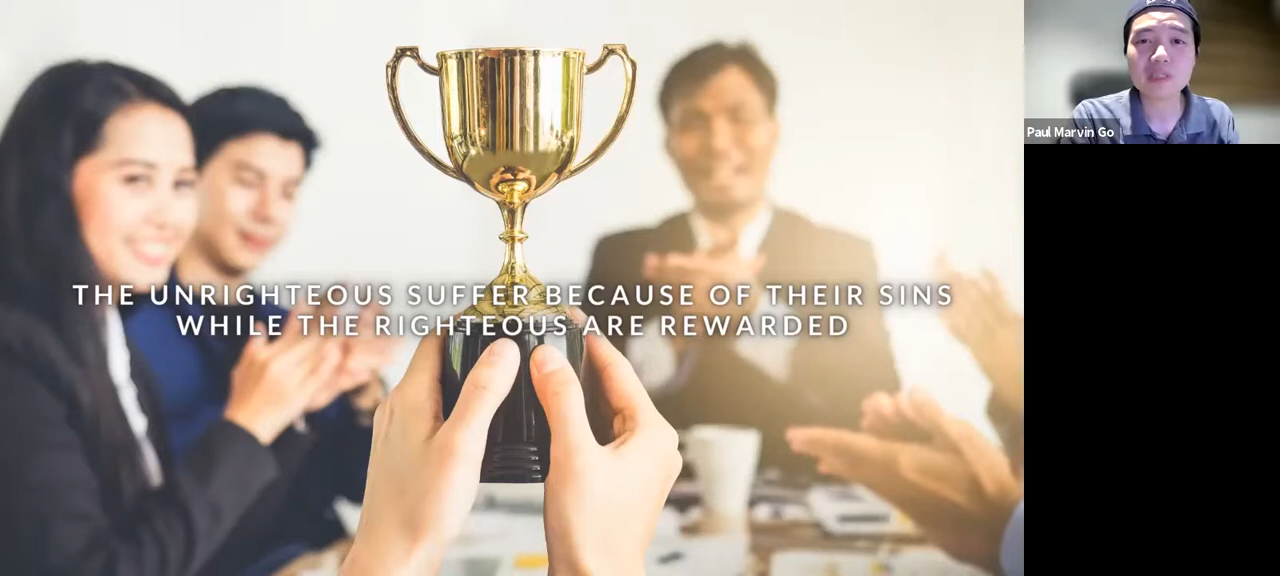 THE UNRIGHTEOUS SUFFER BECAUSE OF THEIR SINS
WHILE THE RIGHTEOUS ARE REWARDED
Paul Marvin Go